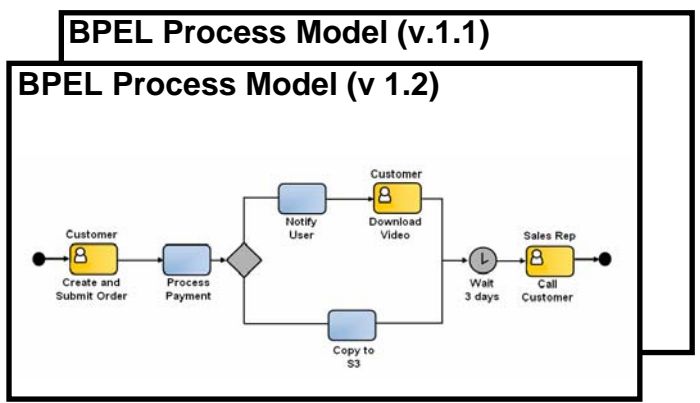 BPEL Process Model (v.1.1)
BPEL Process Model (v 1.2)
Customer
Create and
Submit Order
Process
Payment
Notify
User
Customer
Download
Video
Copy to
S3
Wait
3 days
Sales Rep
Call
Customer